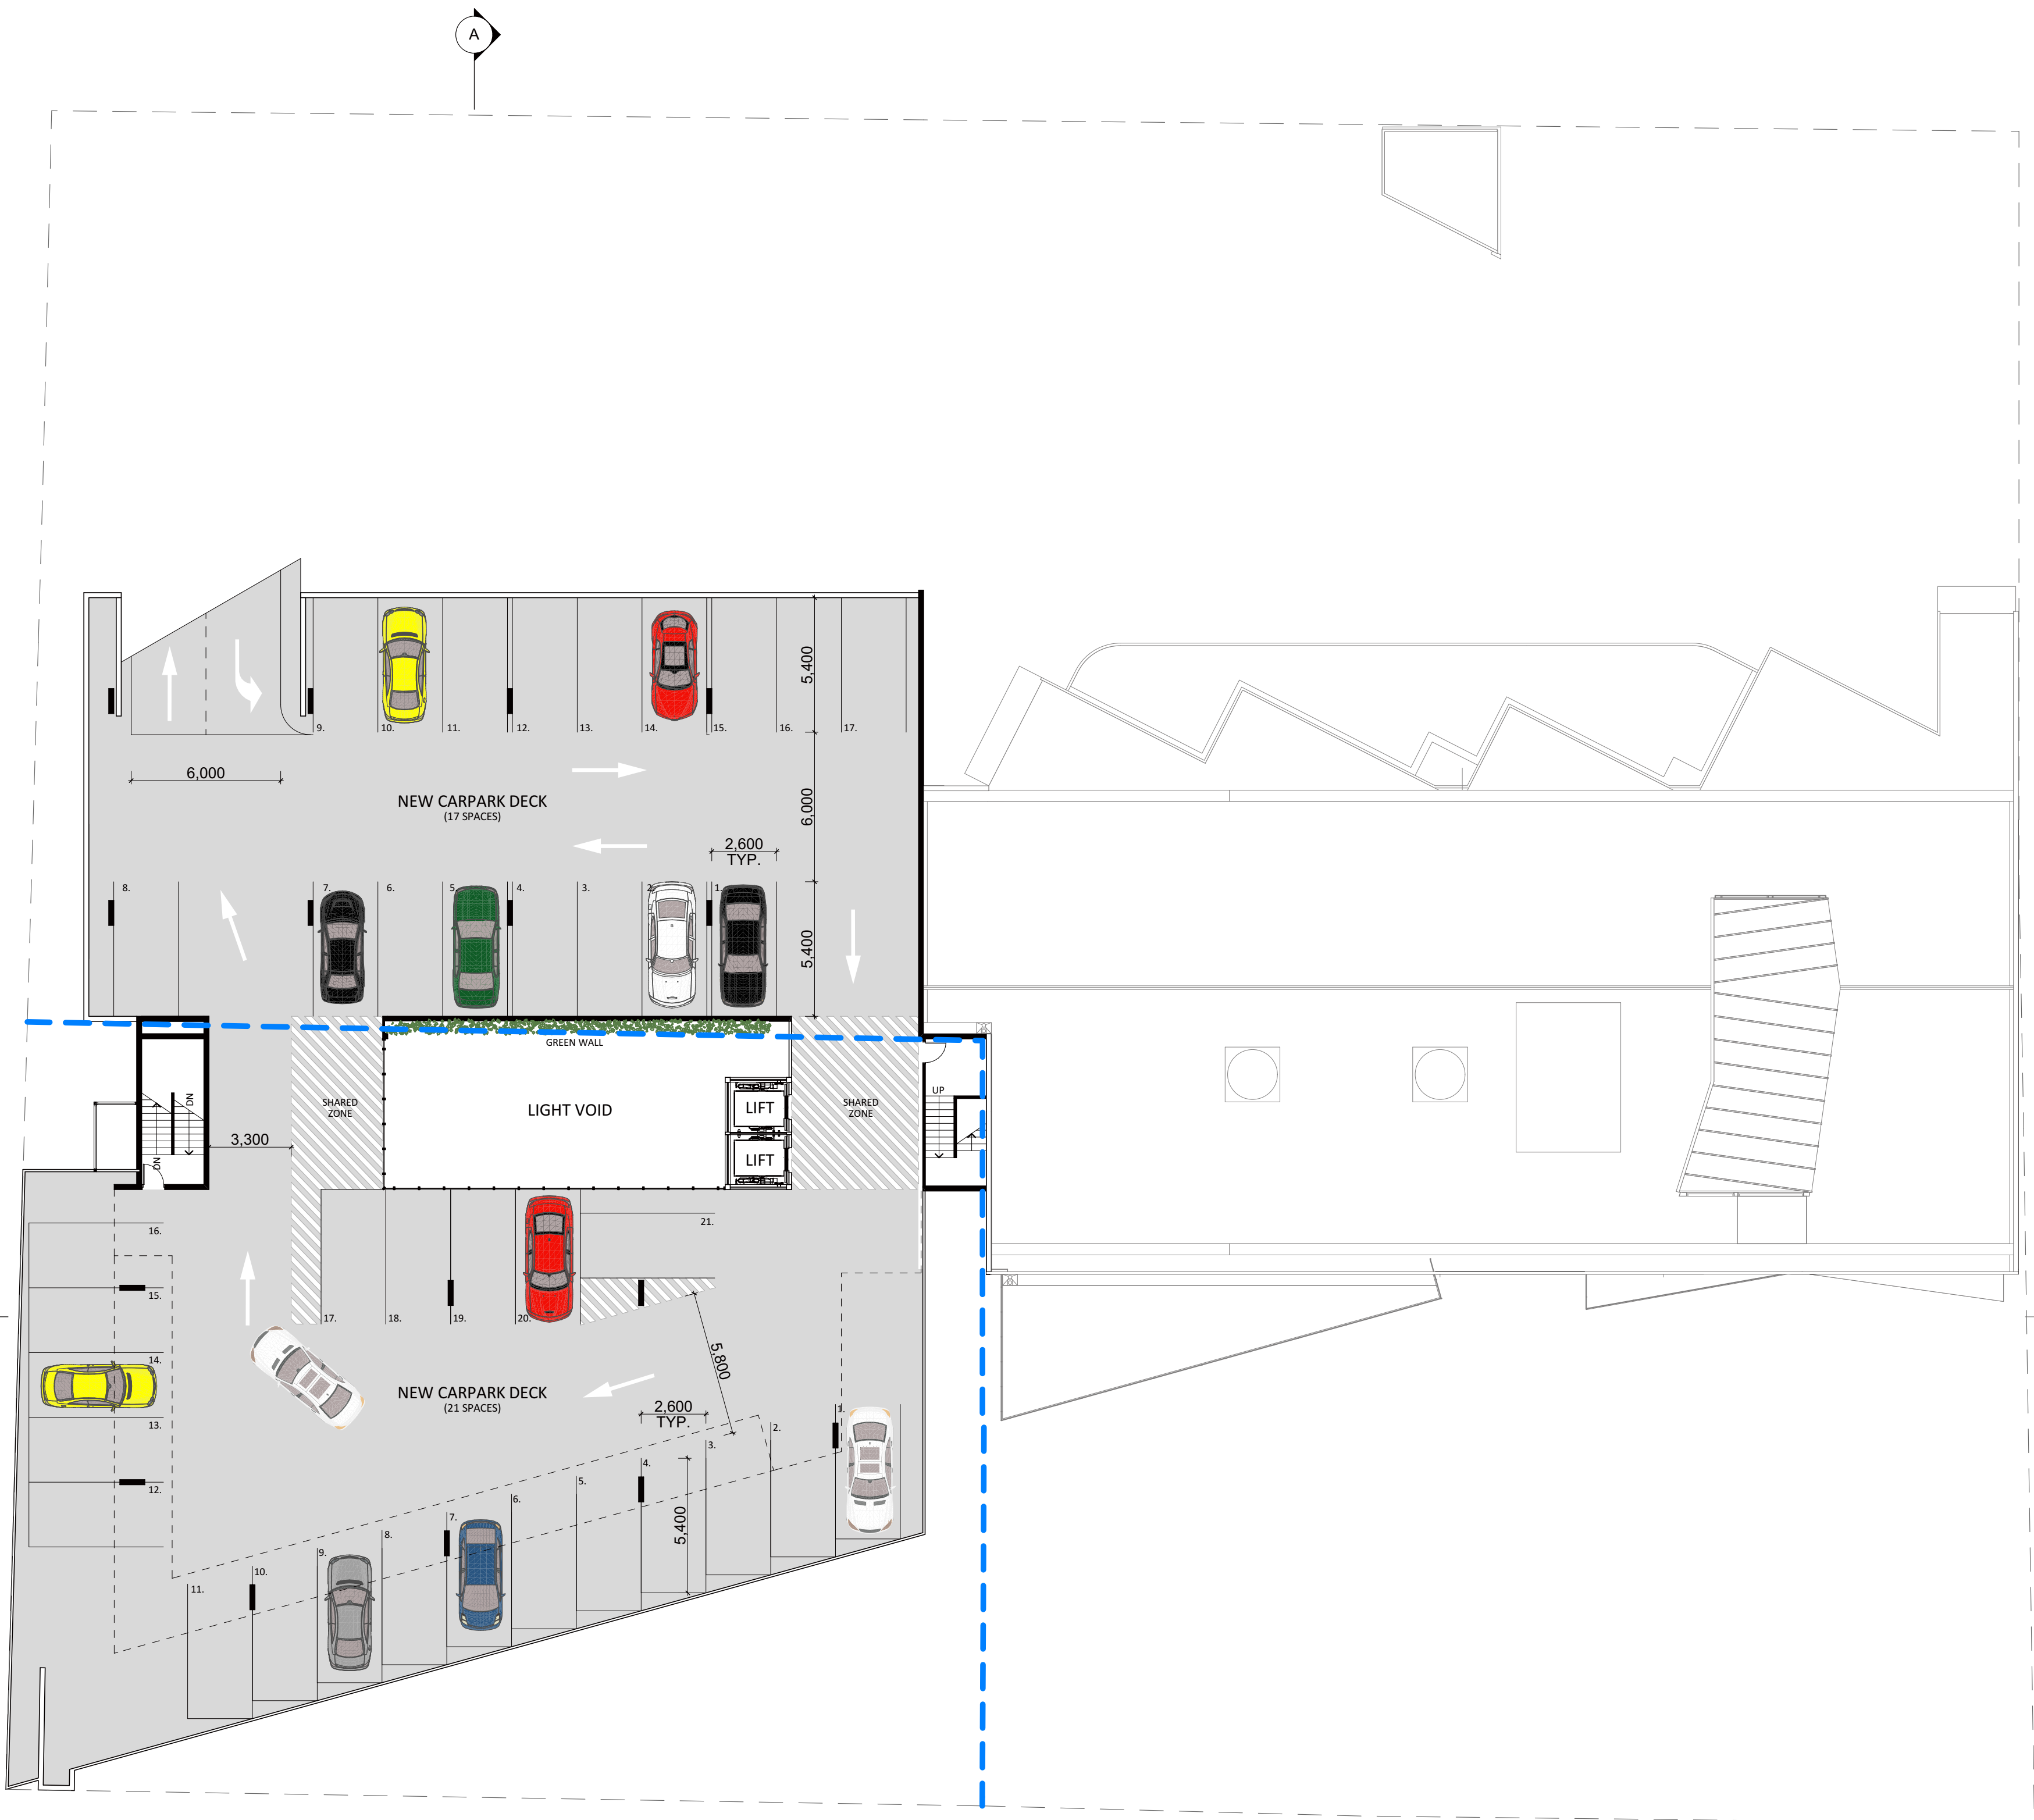 A
5,400
9.
10.
11.
12.
13.
14.
15.
16.
17.
6,000
NEW CARPARK DECK
(17 SPACES)
6,000
2,600
TYP.
8.
7.
6.
5.
4.
3.
2.
1.
5,400
GREEN WALL
SHARED
ZONE
LIGHT VOID
LIFT
LIFT
SHARED
ZONE
UP
DN
DN
3,300
16.
15.
14.
13.
12.
21.
17.
18.
19.
20.
5,800
NEW CARPARK DECK
(21 SPACES)
2,600
TYP.
1.
2.
3.
4.
5.
6.
7.
8.
9.
10.
11.
5,400